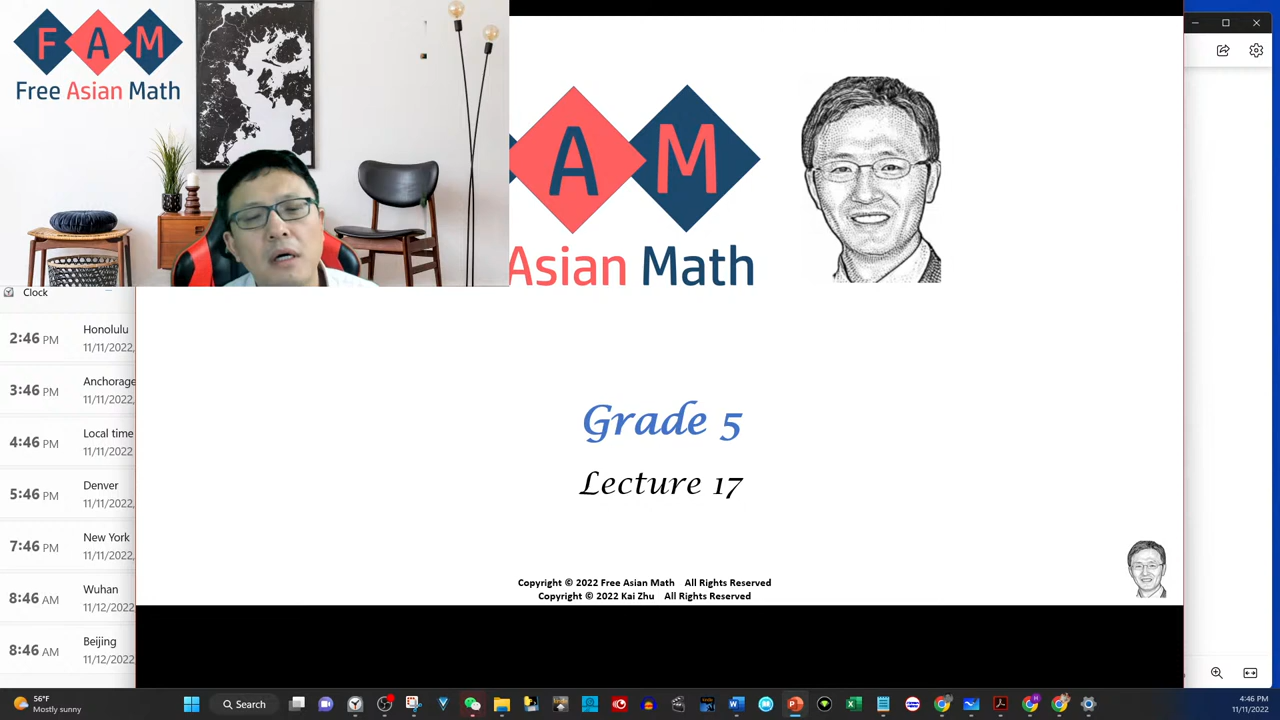 F A M
Free Asian Math
A M
Asian Math
Clock
2:46 PM Honolulu
11/11/2022,
3:46 PM Anchorage
11/11/2022,
4:46 PM Local time
11/11/2022
5:46 PM Denver
11/11/2022,
7:46 PM New York
11/11/2022,
8:46 AM Wuhan
11/12/2022,
8:46 AM Beijing
11/12/2022,
Grade 5
Lecture 17
Copyright © 2022 Free Asian Math All Rights Reserved
Copyright © 2022 Kai Zhu All Rights Reserved
56°F
Mostly sunny
Search
4:46 PM
11/11/2022